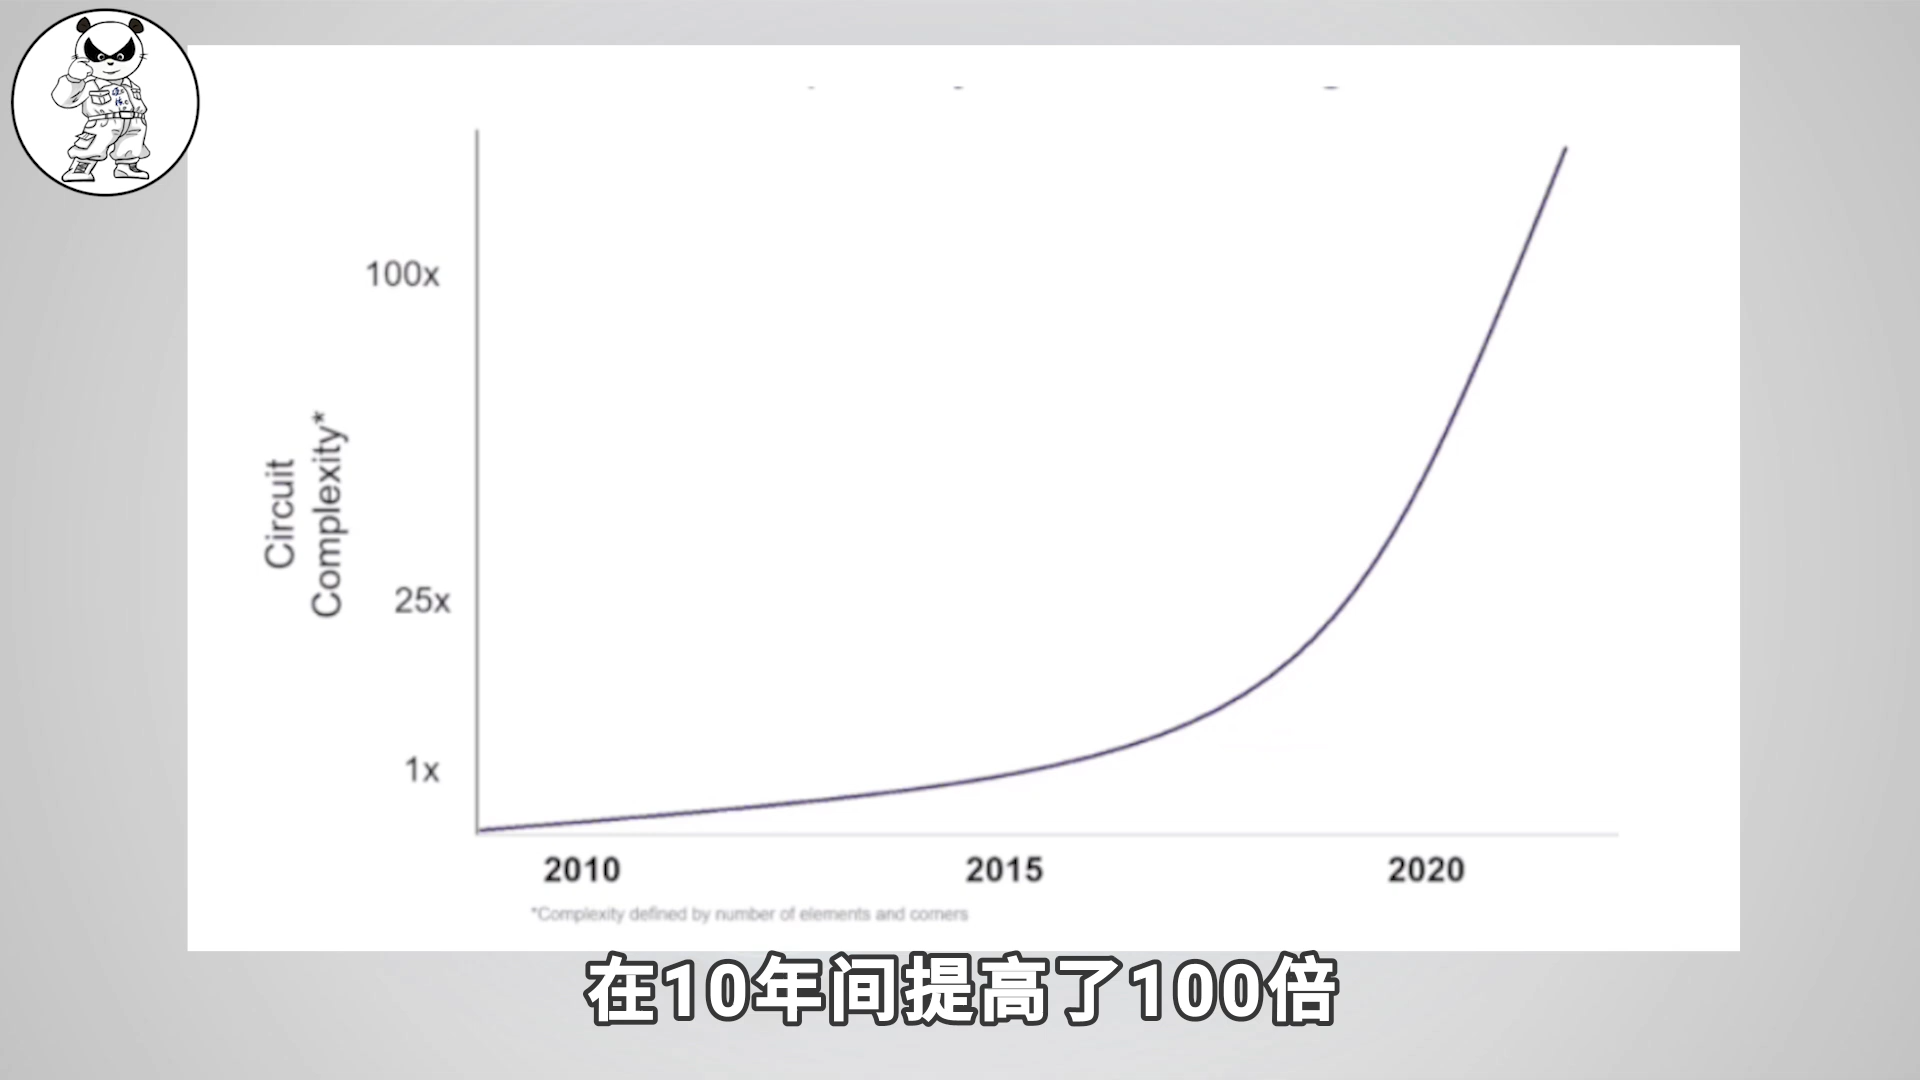 100x
Circuit
Complexity*
25x
1x
2010 2015 2020
*Complexity defined by number of elements and corners
在10年间提高了100倍